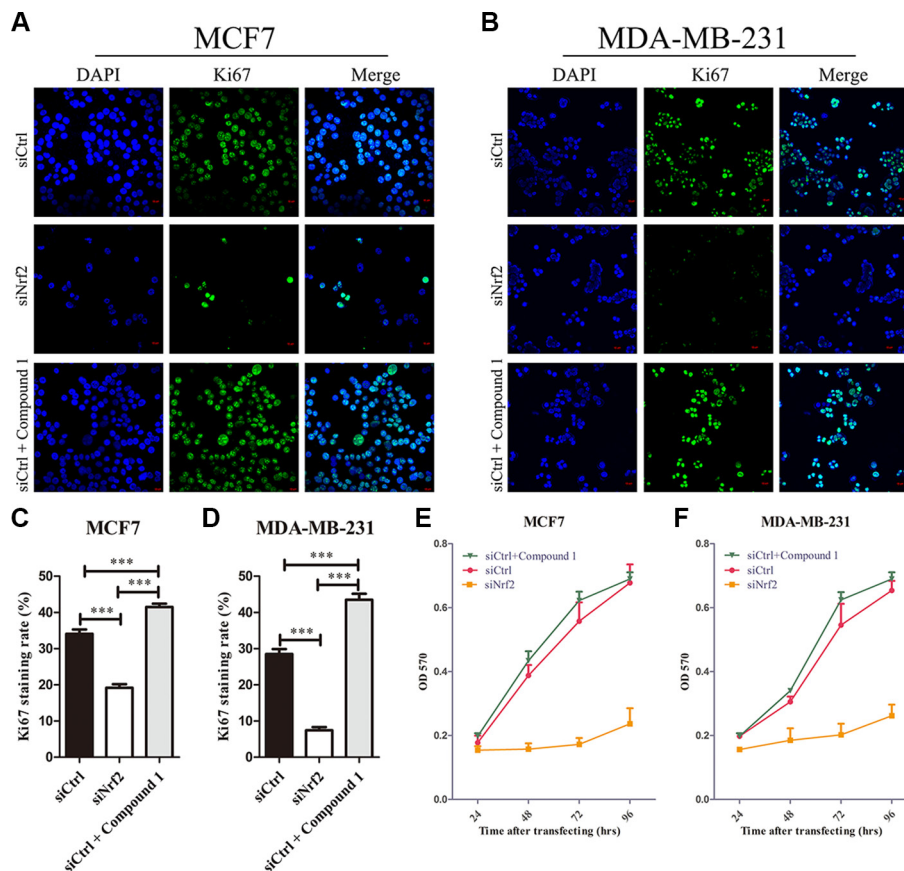 A
MCF7
DAPI Ki67 Merge
siCtrl
siNrf2
siCtrl + Compound 1
B
MDA-MB-231
DAPI Ki67 Merge
siCtrl
siNrf2
siCtrl + Compound 1
C
MCF7
Ki67 staining rate (%)
50
40
30
20
10
0
***
***
***
siCtrl
siNrf2
siCtrl + Compound 1
D
MDA-MB-231
Ki67 staining rate (%)
50
40
30
20
10
0
***
***
***
siCtrl
siNrf2
siCtrl + Compound 1
E
MCF7
siCtrl+Compound 1
siCtrl
siNrf2
OD 570
0.8
0.6
0.4
0.2
0.0
24 48 72 96
Time after transfecting (hrs)
F
MDA-MB-231
siCtrl+Compound 1
siCtrl
siNrf2
OD 570
0.8
0.6
0.4
0.2
0.0
24 48 72 96
Time after transfecting (hrs)